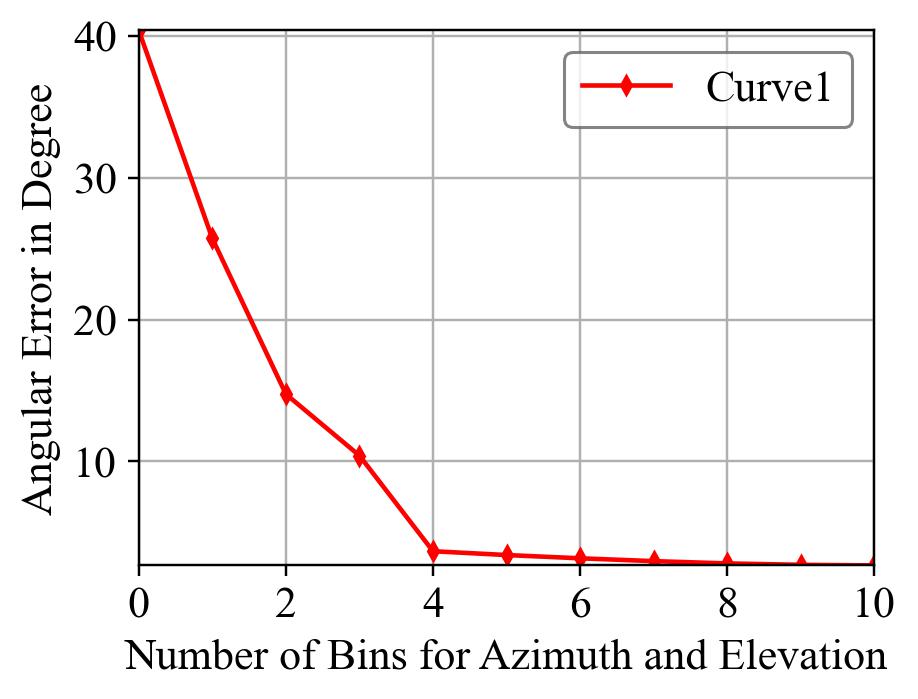 40
30
20
10
Angular Error in Degree
Curve1
0 2 4 6 8 10
Number of Bins for Azimuth and Elevation